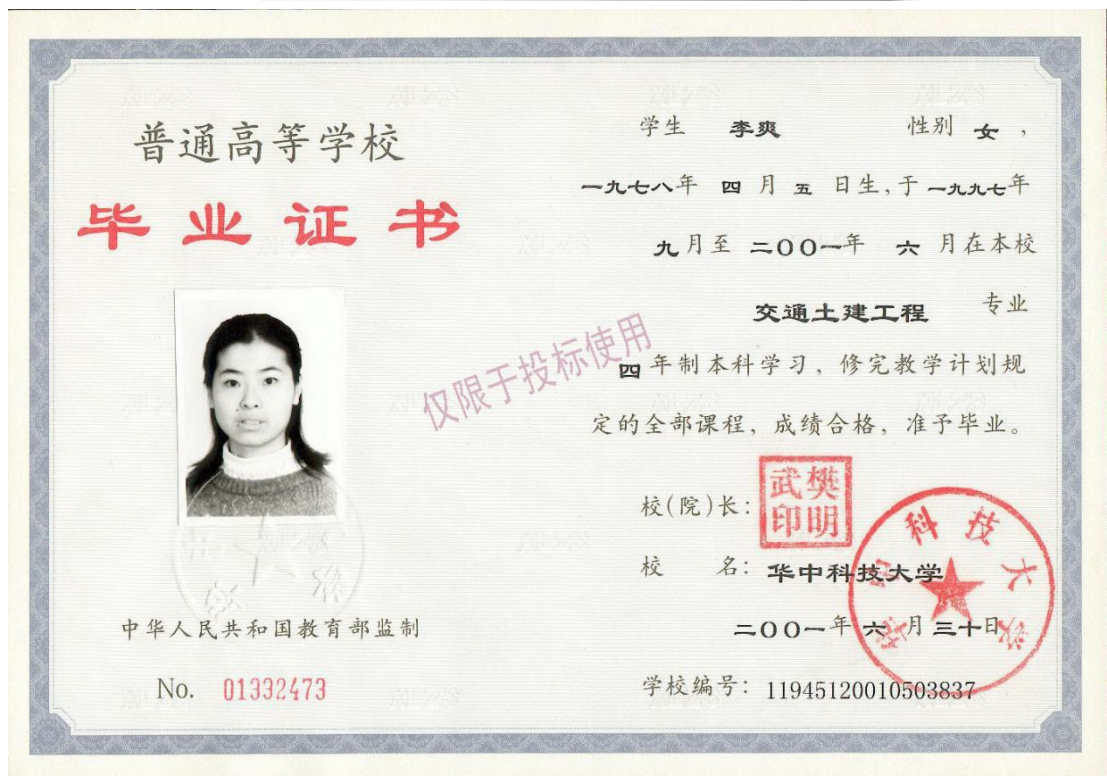 普通高等学校
毕业证书
中华人民共和国教育部监制
No. 01332473
学生 李爽 性别 女，
一九七八年 四 月 五 日生，于 一九九七年
九月至 二〇〇一年 六 月在本校
交通土建工程 专业
四年制本科学习，修完教学计划规
定的全部课程，成绩合格，准予毕业。
校(院)长：
樊明武印
校 名：华中科技大学
二〇〇一年六月三十日
学校编号：11945120010503837
华中科技大学
仅限于投标使用